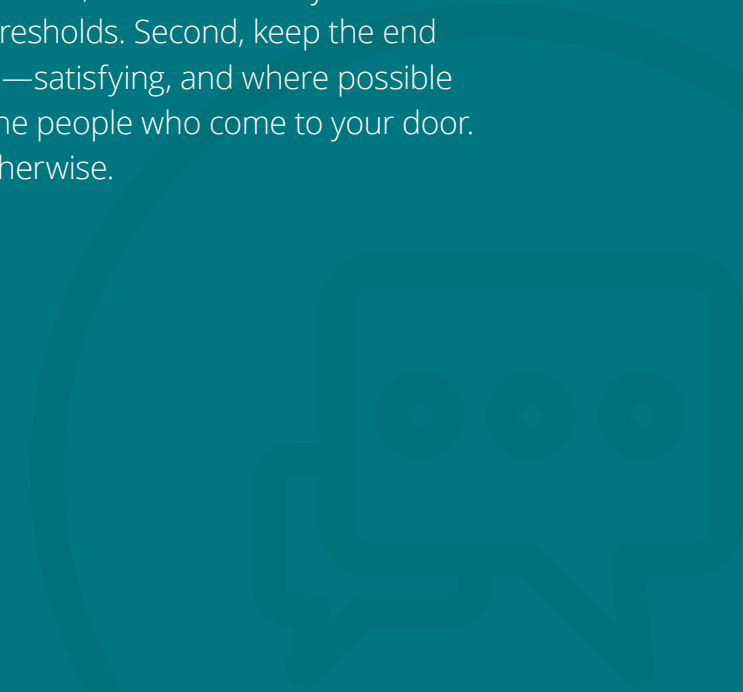 resholds. Second, keep the end
—satisfying, and where possible
he people who come to your door.
herwise.